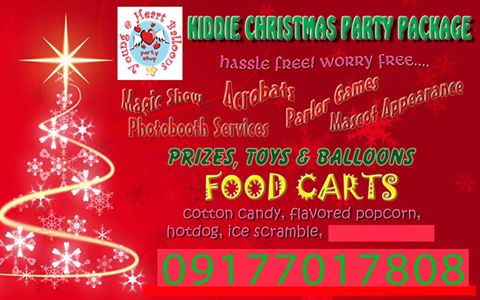 Young @ Heart Balloons
party
shop
KIDDIE CHRISTMAS PARTY PACKAGE
HASSLE FREE! WORRY FREE....
Magic Show
Acrobats
Parlor Games
Photobooth Services
Mascot Appearance
PRIZES, TOYS & BALLOONS
FOOD CARTS
cotton candy, flavored popcorn,
hotdog, ice scramble,
09177017808